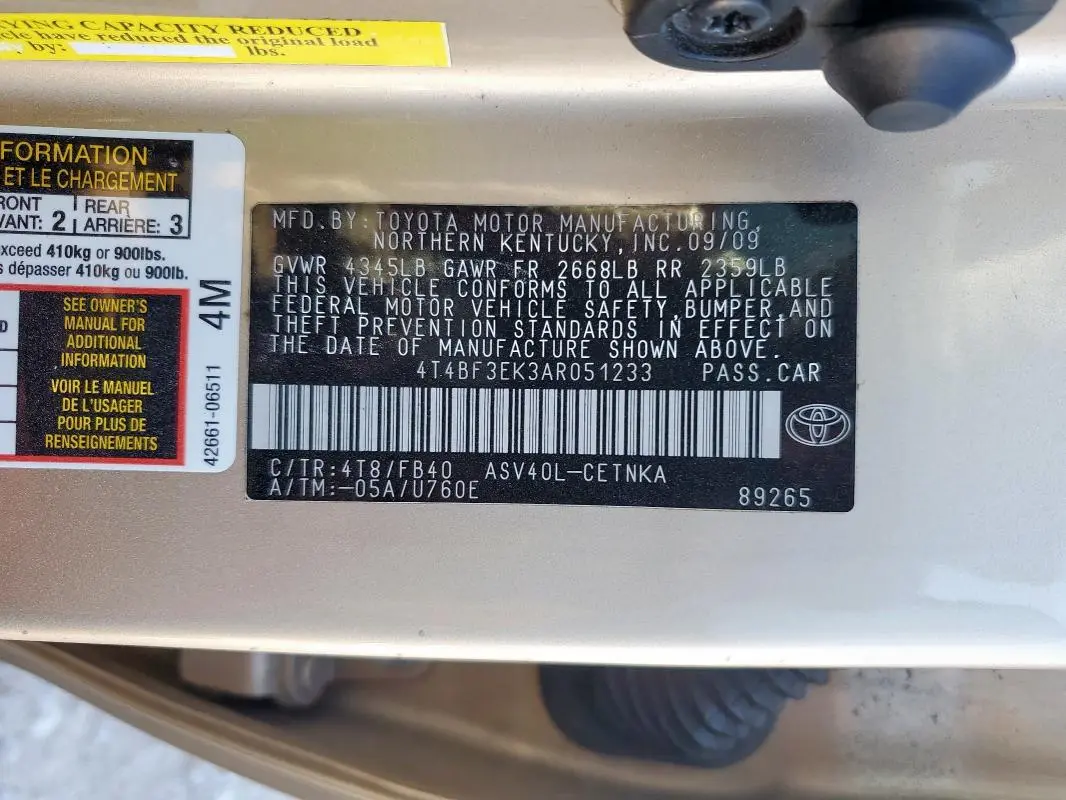 YING CAPACITY REDUCED
cle have reduced the original load
by: lbs.
FORMATION
ET LE CHARGEMENT
RONT REAR
VANT: 2 ARRIÈRE: 3
exceed 410kg or 900lbs.
s dépasser 410kg ou 900lb.
SEE OWNER'S
MANUAL FOR
ADDITIONAL
INFORMATION
VOIR LE MANUEL
DE L'USAGER
POUR PLUS DE
RENSEIGNEMENTS
4M
42661-06511
MFD.BY:TOYOTA MOTOR MANUFACTURING,
NORTHERN KENTUCKY,INC.09/09
GVWR 4345LB GAWR FR 2668LB RR 2359LB
THIS VEHICLE CONFORMS TO ALL APPLICABLE
FEDERAL MOTOR VEHICLE SAFETY,BUMPER,AND
THEFT PREVENTION STANDARDS IN EFFECT ON
THE DATE OF MANUFACTURE SHOWN ABOVE.
4T4BF3EK3AR051233 PASS.CAR
C/TR:4T8/FB40 ASV40L-CETNKA
A/TM:-05A/U760E
89265